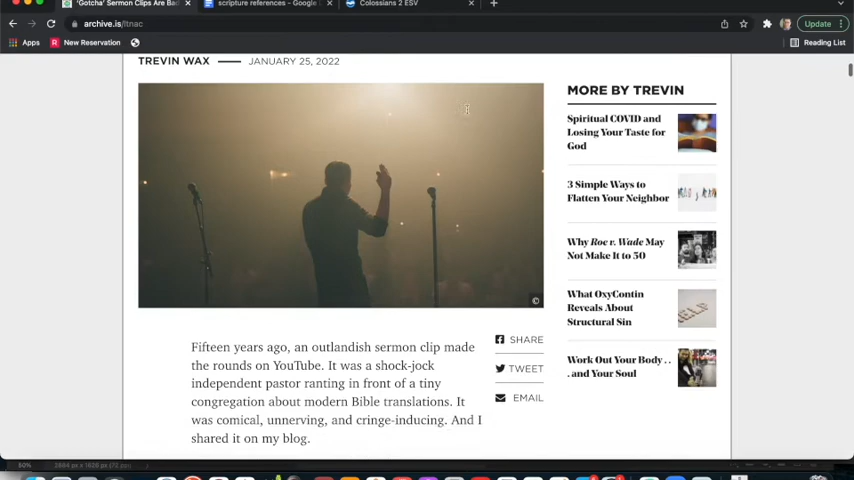 'Gotcha' Sermon Clips Are Bad
scripture references - Google
Colossians 2 ESV
archive.is/ltnac
Update
Apps
New Reservation
Reading List
TREVIN WAX
JANUARY 25, 2022
MORE BY TREVIN
Spiritual COVID and
Losing Your Taste for
God
3 Simple Ways to
Flatten Your Neighbor
Why Roe v. Wade May
Not Make It to 50
What OxyContin
Reveals About
Structural Sin
HELP
Work Out Your Body . .
. and Your Soul
©
Fifteen years ago, an outlandish sermon clip made
the rounds on YouTube. It was a shock-jock
independent pastor ranting in front of a tiny
congregation about modern Bible translations. It
was comical, unnerving, and cringe-inducing. And I
shared it on my blog.
SHARE
TWEET
EMAIL
50%